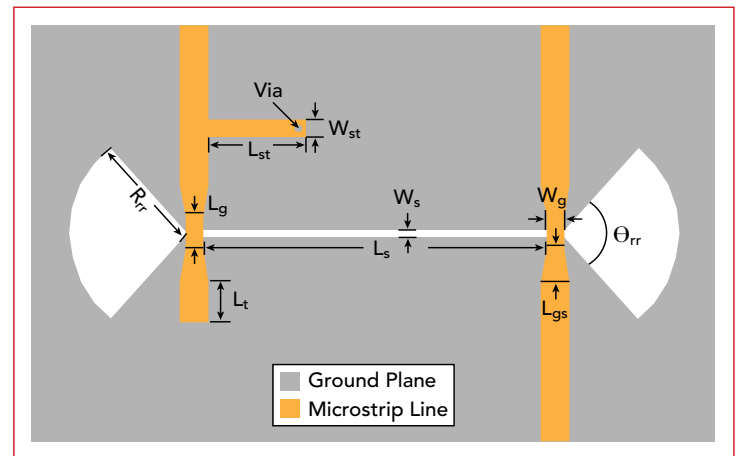 Via
W_st
L_st
R_rr
L_g
W_s
W_g
L_s
Θ_rr
L_t
L_gs
Ground Plane
Microstrip Line